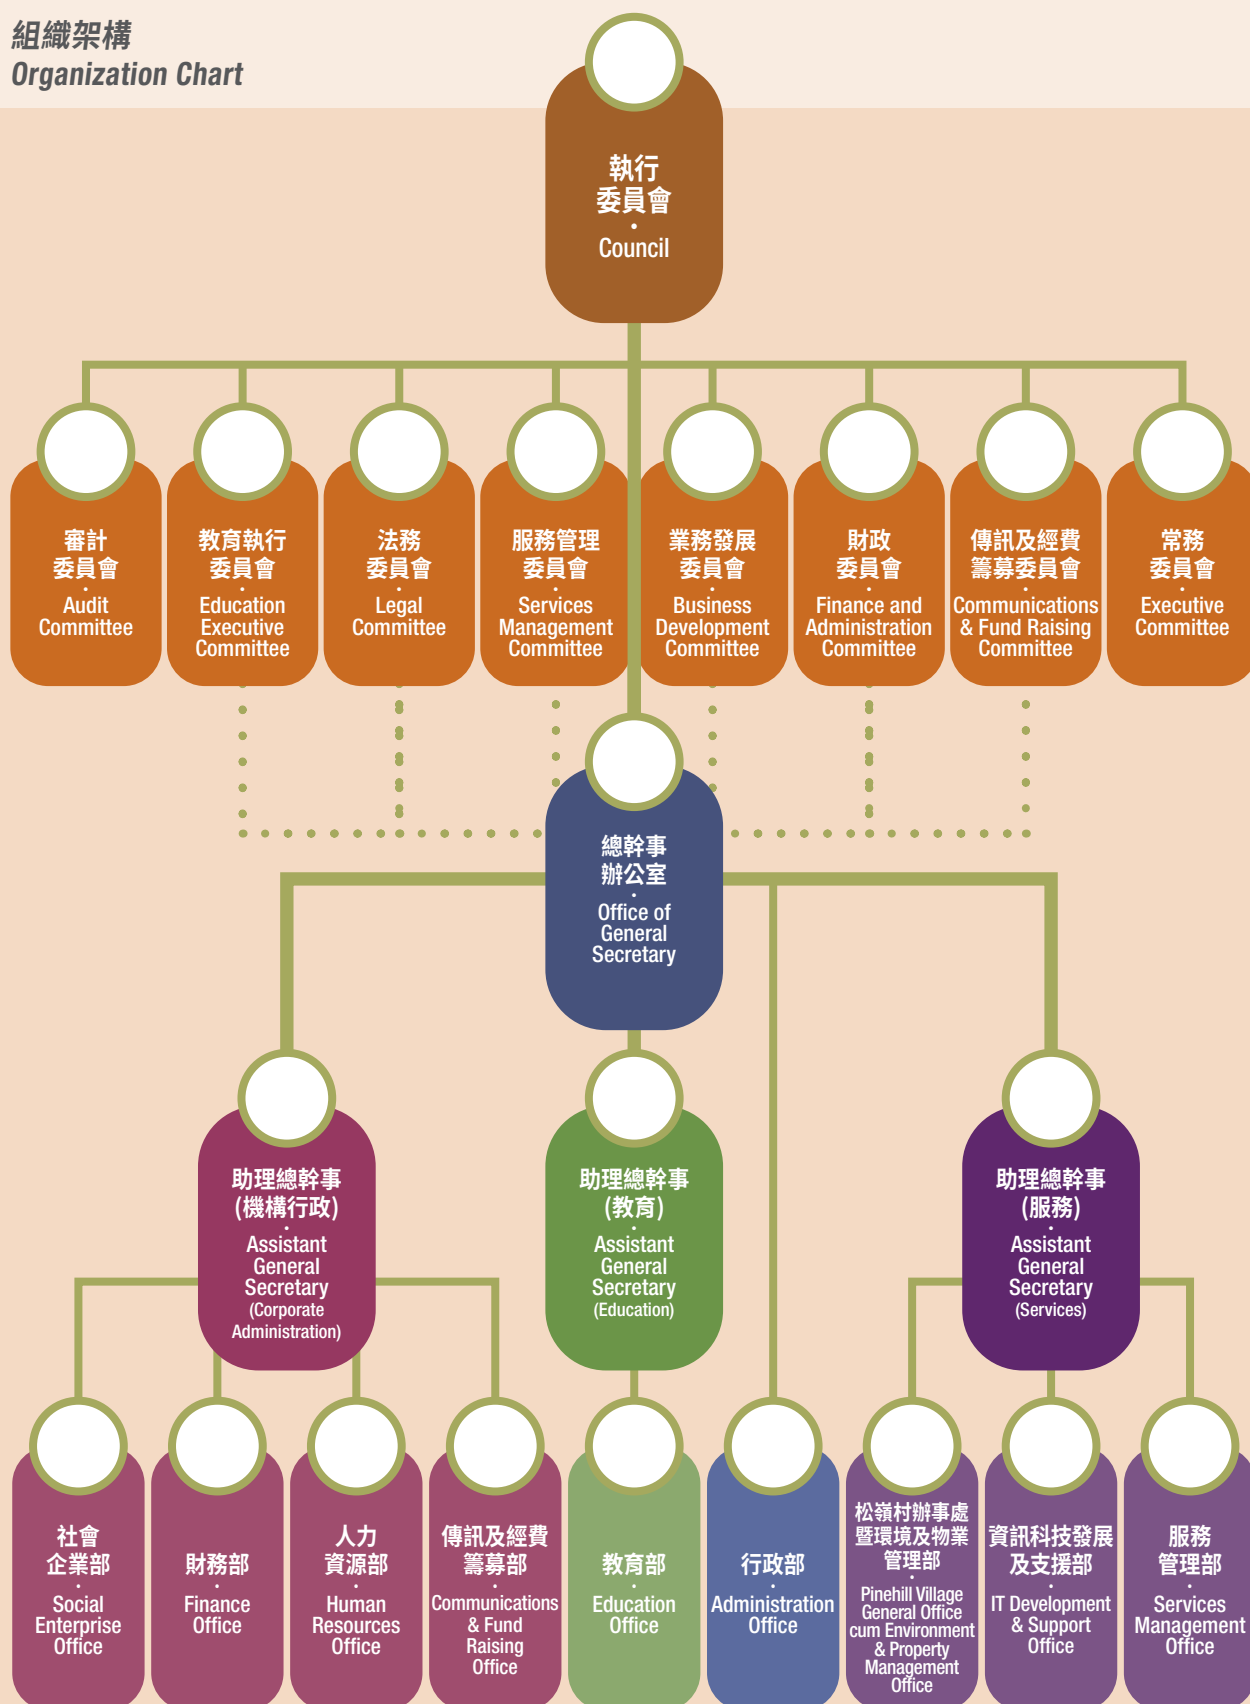 組織架構
Organization Chart
執行
委員會
•
Council
審計
委員會
•
Audit
Committee
教育執行
委員會
•
Education
Executive
Committee
法務
委員會
•
Legal
Committee
服務管理
委員會
•
Services
Management
Committee
業務發展
委員會
•
Business
Development
Committee
財政
委員會
•
Finance and
Administration
Committee
傳訊及經費
籌募委員會
•
Communications
& Fund Raising
Committee
常務
委員會
•
Executive
Committee
總幹事
辦公室
•
Office of
General
Secretary
助理總幹事
(機構行政)
•
Assistant
General
Secretary
(Corporate
Administration)
助理總幹事
(教育)
•
Assistant
General
Secretary
(Education)
助理總幹事
(服務)
•
Assistant
General
Secretary
(Services)
社會
企業部
•
Social
Enterprise
Office
財務部
•
Finance
Office
人力
資源部
•
Human
Resources
Office
傳訊及經費
籌募部
•
Communications
& Fund
Raising
Office
教育部
•
Education
Office
行政部
•
Administration
Office
松嶺村辦事處
暨環境及物業
管理部
•
Pinehill Village
General Office
cum Environment
& Property
Management
Office
資訊科技發展
及支援部
•
IT Development
& Support
Office
服務
管理部
•
Services
Management
Office